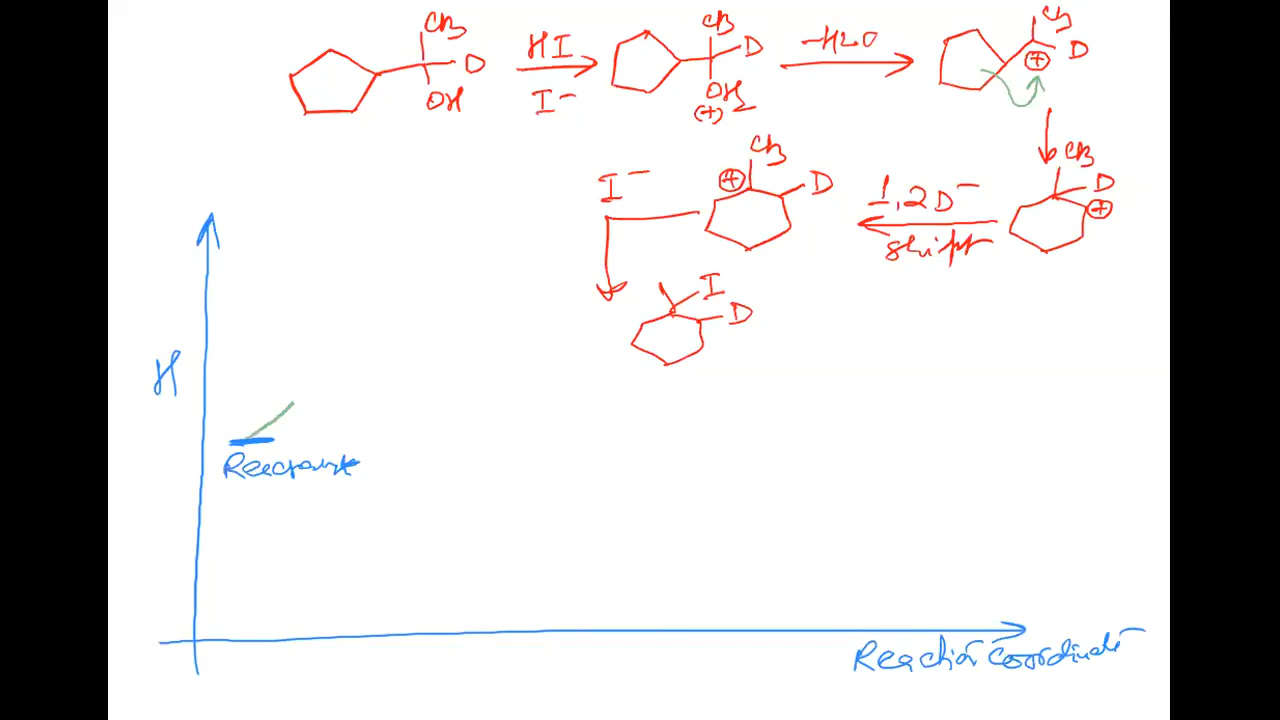 CH3
D
OH
HI
I⁻
CH3
D
OH2
(+)
-H2O
CH3
D
+
CH3
D
+
1,2 D⁻
shift
CH3
+
D
I⁻
I
D
H
Reactant
Reaction coordinate